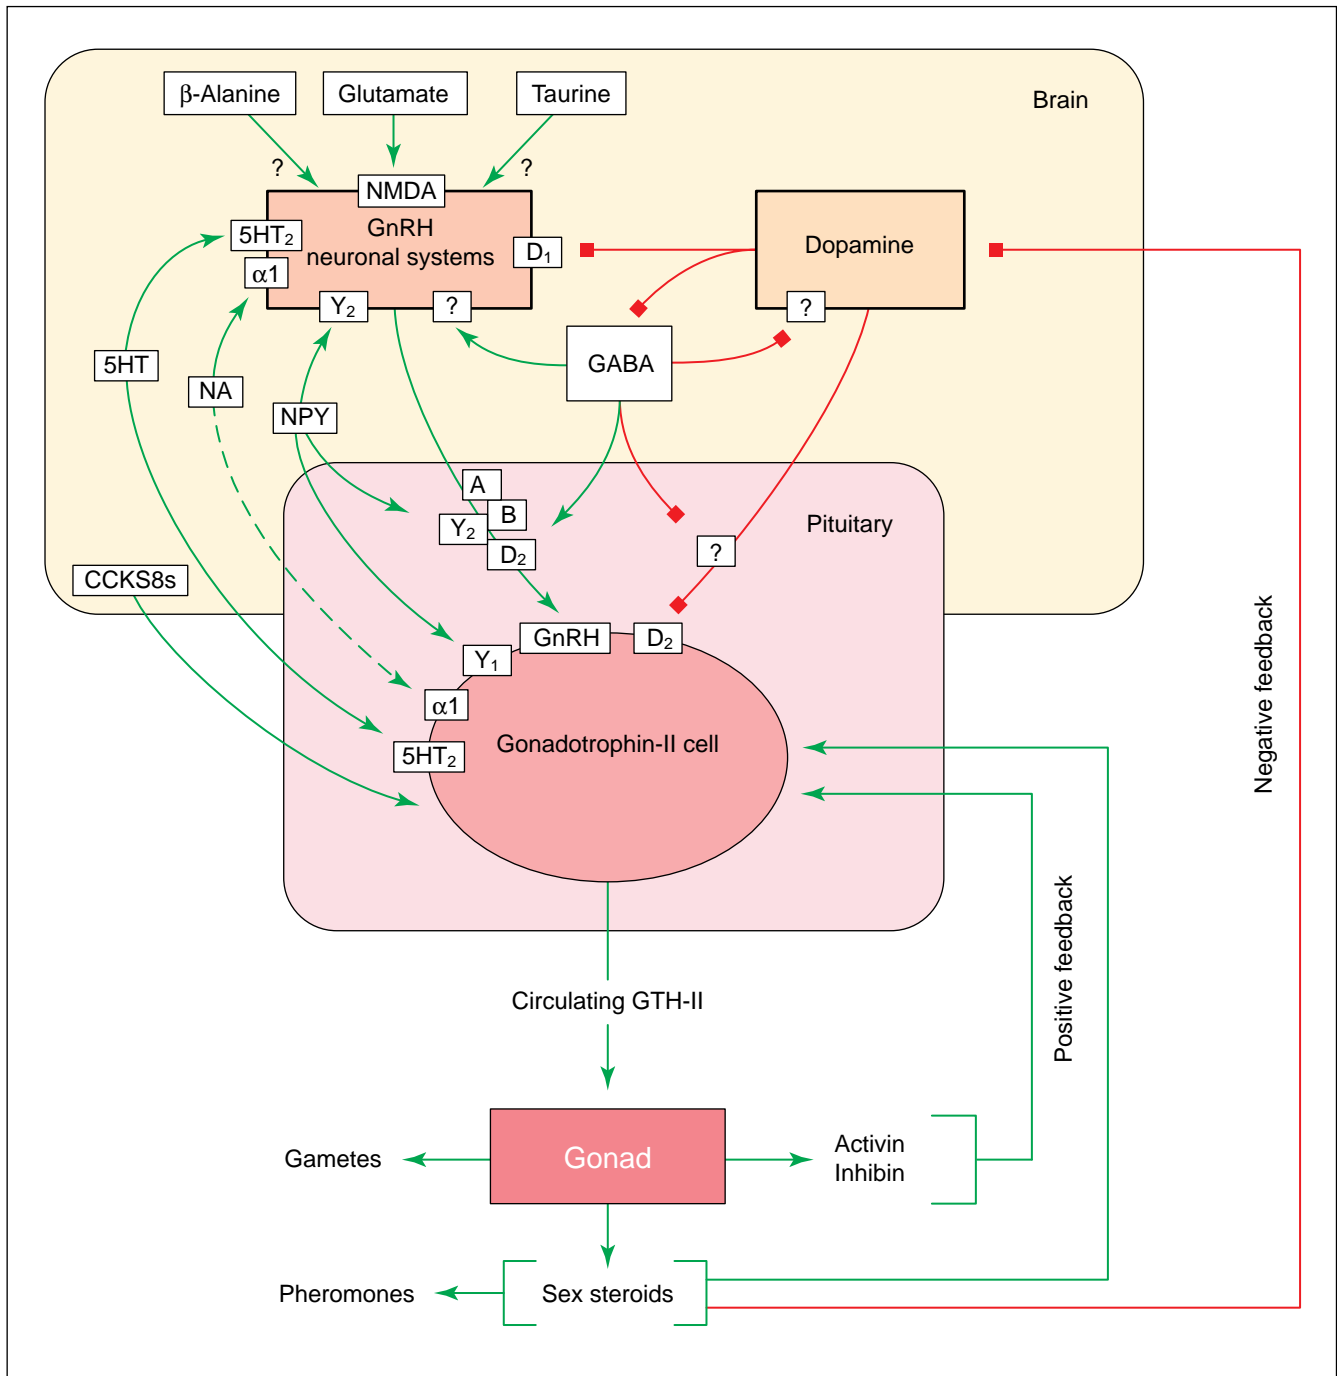 β-Alanine
Glutamate
Taurine
Brain
?
?
NMDA
5HT₂
GnRH
neuronal systems
D₁
Dopamine
α1
Y₂
?
?
5HT
NA
NPY
GABA
A
B
Y₂
D₂
Pituitary
?
CCKS8s
GnRH
D₂
Y₁
α1
5HT₂
Gonadotrophin-II cell
Negative feedback
Positive feedback
Circulating GTH-II
Gametes
Gonad
Activin
Inhibin
Pheromones
Sex steroids